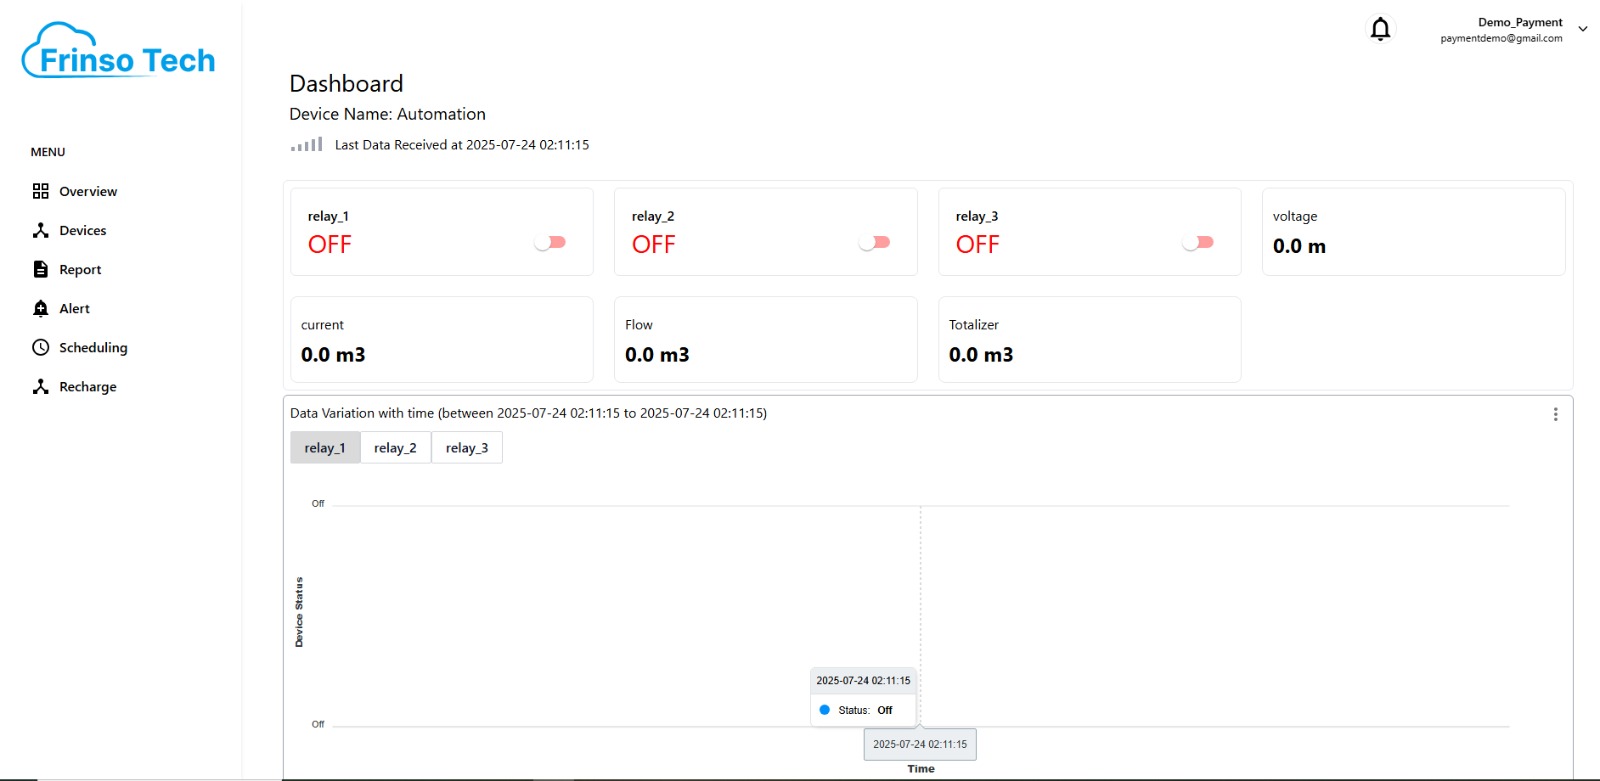 Frinso Tech
Demo_Payment
paymentdemo@gmail.com
Dashboard
Device Name: Automation
Last Data Received at 2025-07-24 02:11:15
MENU
Overview
Devices
Report
Alert
Scheduling
Recharge
relay_1
OFF
relay_2
OFF
relay_3
OFF
voltage
0.0 m
current
0.0 m3
Flow
0.0 m3
Totalizer
0.0 m3
Data Variation with time (between 2025-07-24 02:11:15 to 2025-07-24 02:11:15)
relay_1 relay_2 relay_3
Off
Device Status
2025-07-24 02:11:15
Status: Off
Off
2025-07-24 02:11:15
Time